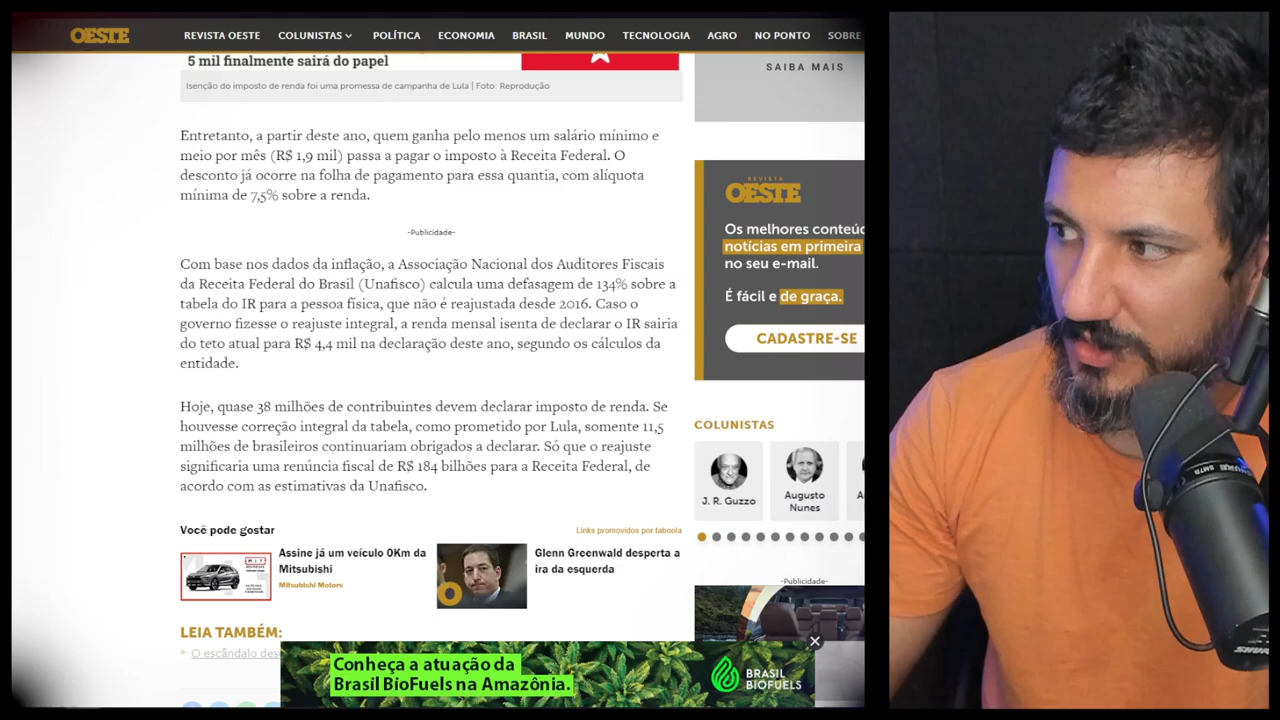 OESTE
REVISTA OESTE
COLUNISTAS
POLÍTICA
ECONOMIA
BRASIL
MUNDO
TECNOLOGIA
AGRO
NO PONTO
SOBRE
5 mil finalmente sairá do papel
Isenção do imposto de renda foi uma promessa de campanha de Lula | Foto: Reprodução
Entretanto, a partir deste ano, quem ganha pelo menos um salário mínimo e
meio por mês (R$ 1,9 mil) passa a pagar o imposto à Receita Federal. O
desconto já ocorre na folha de pagamento para essa quantia, com alíquota
mínima de 7,5% sobre a renda.
-Publicidade-
Com base nos dados da inflação, a Associação Nacional dos Auditores Fiscais
da Receita Federal do Brasil (Unafisco) calcula uma defasagem de 134% sobre a
tabela do IR para a pessoa física, que não é reajustada desde 2016. Caso o
governo fizesse o reajuste integral, a renda mensal isenta de declarar o IR sairia
do teto atual para R$ 4,4 mil na declaração deste ano, segundo os cálculos da
entidade.
Hoje, quase 38 milhões de contribuintes devem declarar imposto de renda. Se
houvesse correção integral da tabela, como prometido por Lula, somente 11,5
milhões de brasileiros continuariam obrigados a declarar. Só que o reajuste
significaria uma renúncia fiscal de R$ 184 bilhões para a Receita Federal, de
acordo com as estimativas da Unafisco.
Você pode gostar
Links promovidos por taboola
Assine já um veículo 0Km da
Mitsubishi
Mitsubishi Motors
Glenn Greenwald desperta a
ira da esquerda
LEIA TAMBÉM:
O escândalo des
SAIBA MAIS
REVISTA
OESTE
Os melhores conteúd
notícias em primeira
no seu e-mail.
É fácil e de graça.
CADASTRE-SE
COLUNISTAS
J. R. Guzzo
Augusto
Nunes
-Publicidade-
Conheça a atuação da
Brasil BioFuels na Amazônia.
BRASIL
BIOFUELS